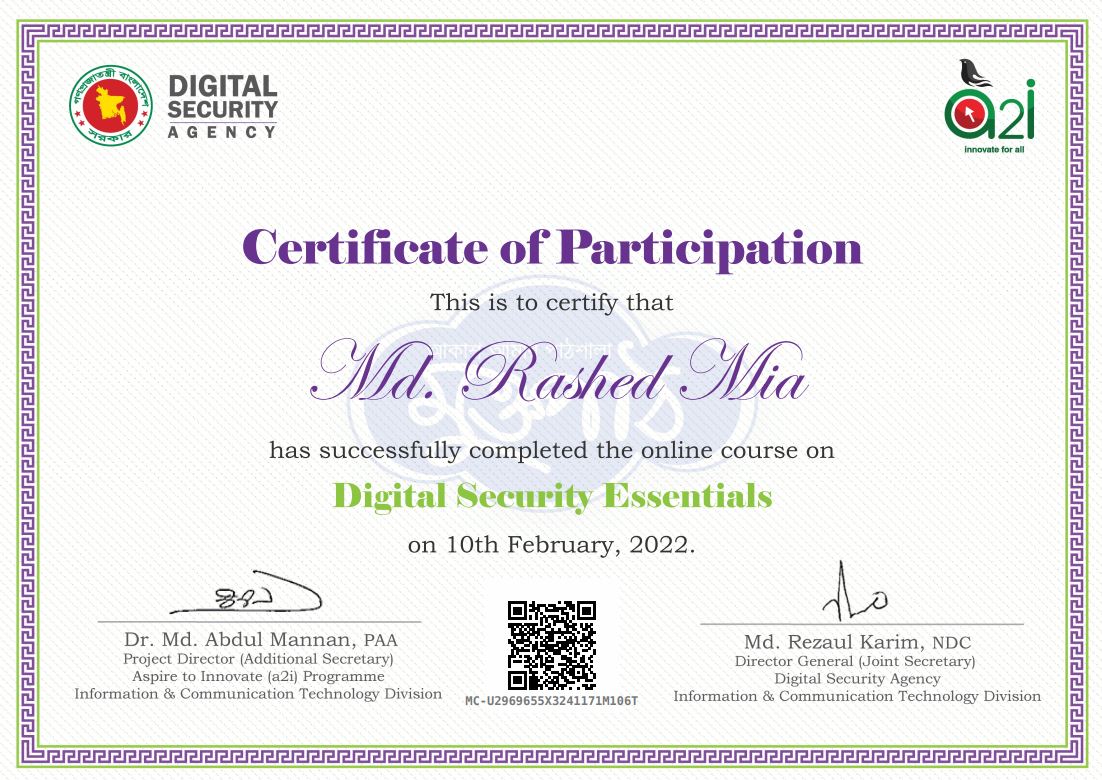 গণপ্রজাতন্ত্রী বাংলাদেশ
সরকার
DIGITAL
SECURITY
AGENCY
a2i
innovate for all
Certificate of Participation
This is to certify that
Md. Rashed Mia
has successfully completed the online course on
Digital Security Essentials
on 10th February, 2022.
Dr. Md. Abdul Mannan, PAA
Project Director (Additional Secretary)
Aspire to Innovate (a2i) Programme
Information & Communication Technology Division
MC-U2969655X3241171M106T
Md. Rezaul Karim, NDC
Director General (Joint Secretary)
Digital Security Agency
Information & Communication Technology Division